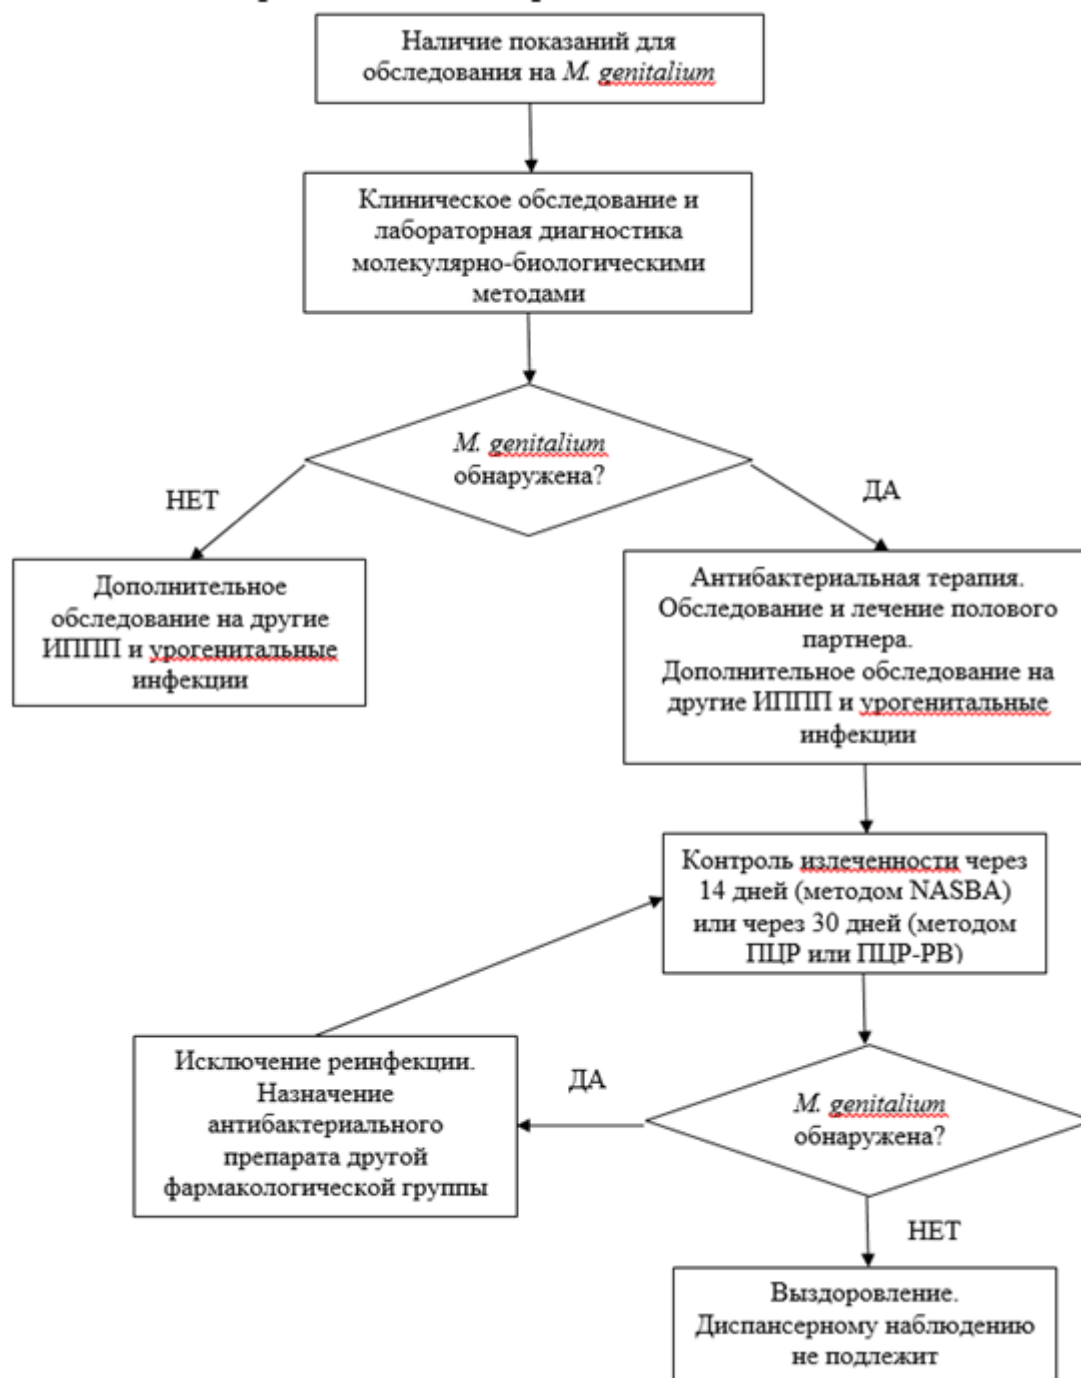 Наличие показаний для
обследования на M. genitalium
Клиническое обследование и
лабораторная диагностика
молекулярно-биологическими
методами
M. genitalium
обнаружена?
НЕТ
ДА
Дополнительное
обследование на другие
ИППП и урогенитальные
инфекции
Антибактериальная терапия.
Обследование и лечение полового
партнера.
Дополнительное обследование на
другие ИППП и урогенитальные
инфекции
Контроль излеченности через
14 дней (методом NASBA)
или через 30 дней (методом
ПЦР или ПЦР-РВ)
Исключение реинфекции.
Назначение
антибактериального
препарата другой
фармакологической группы
ДА
M. genitalium
обнаружена?
НЕТ
Выздоровление.
Диспансерному наблюдению
не подлежит